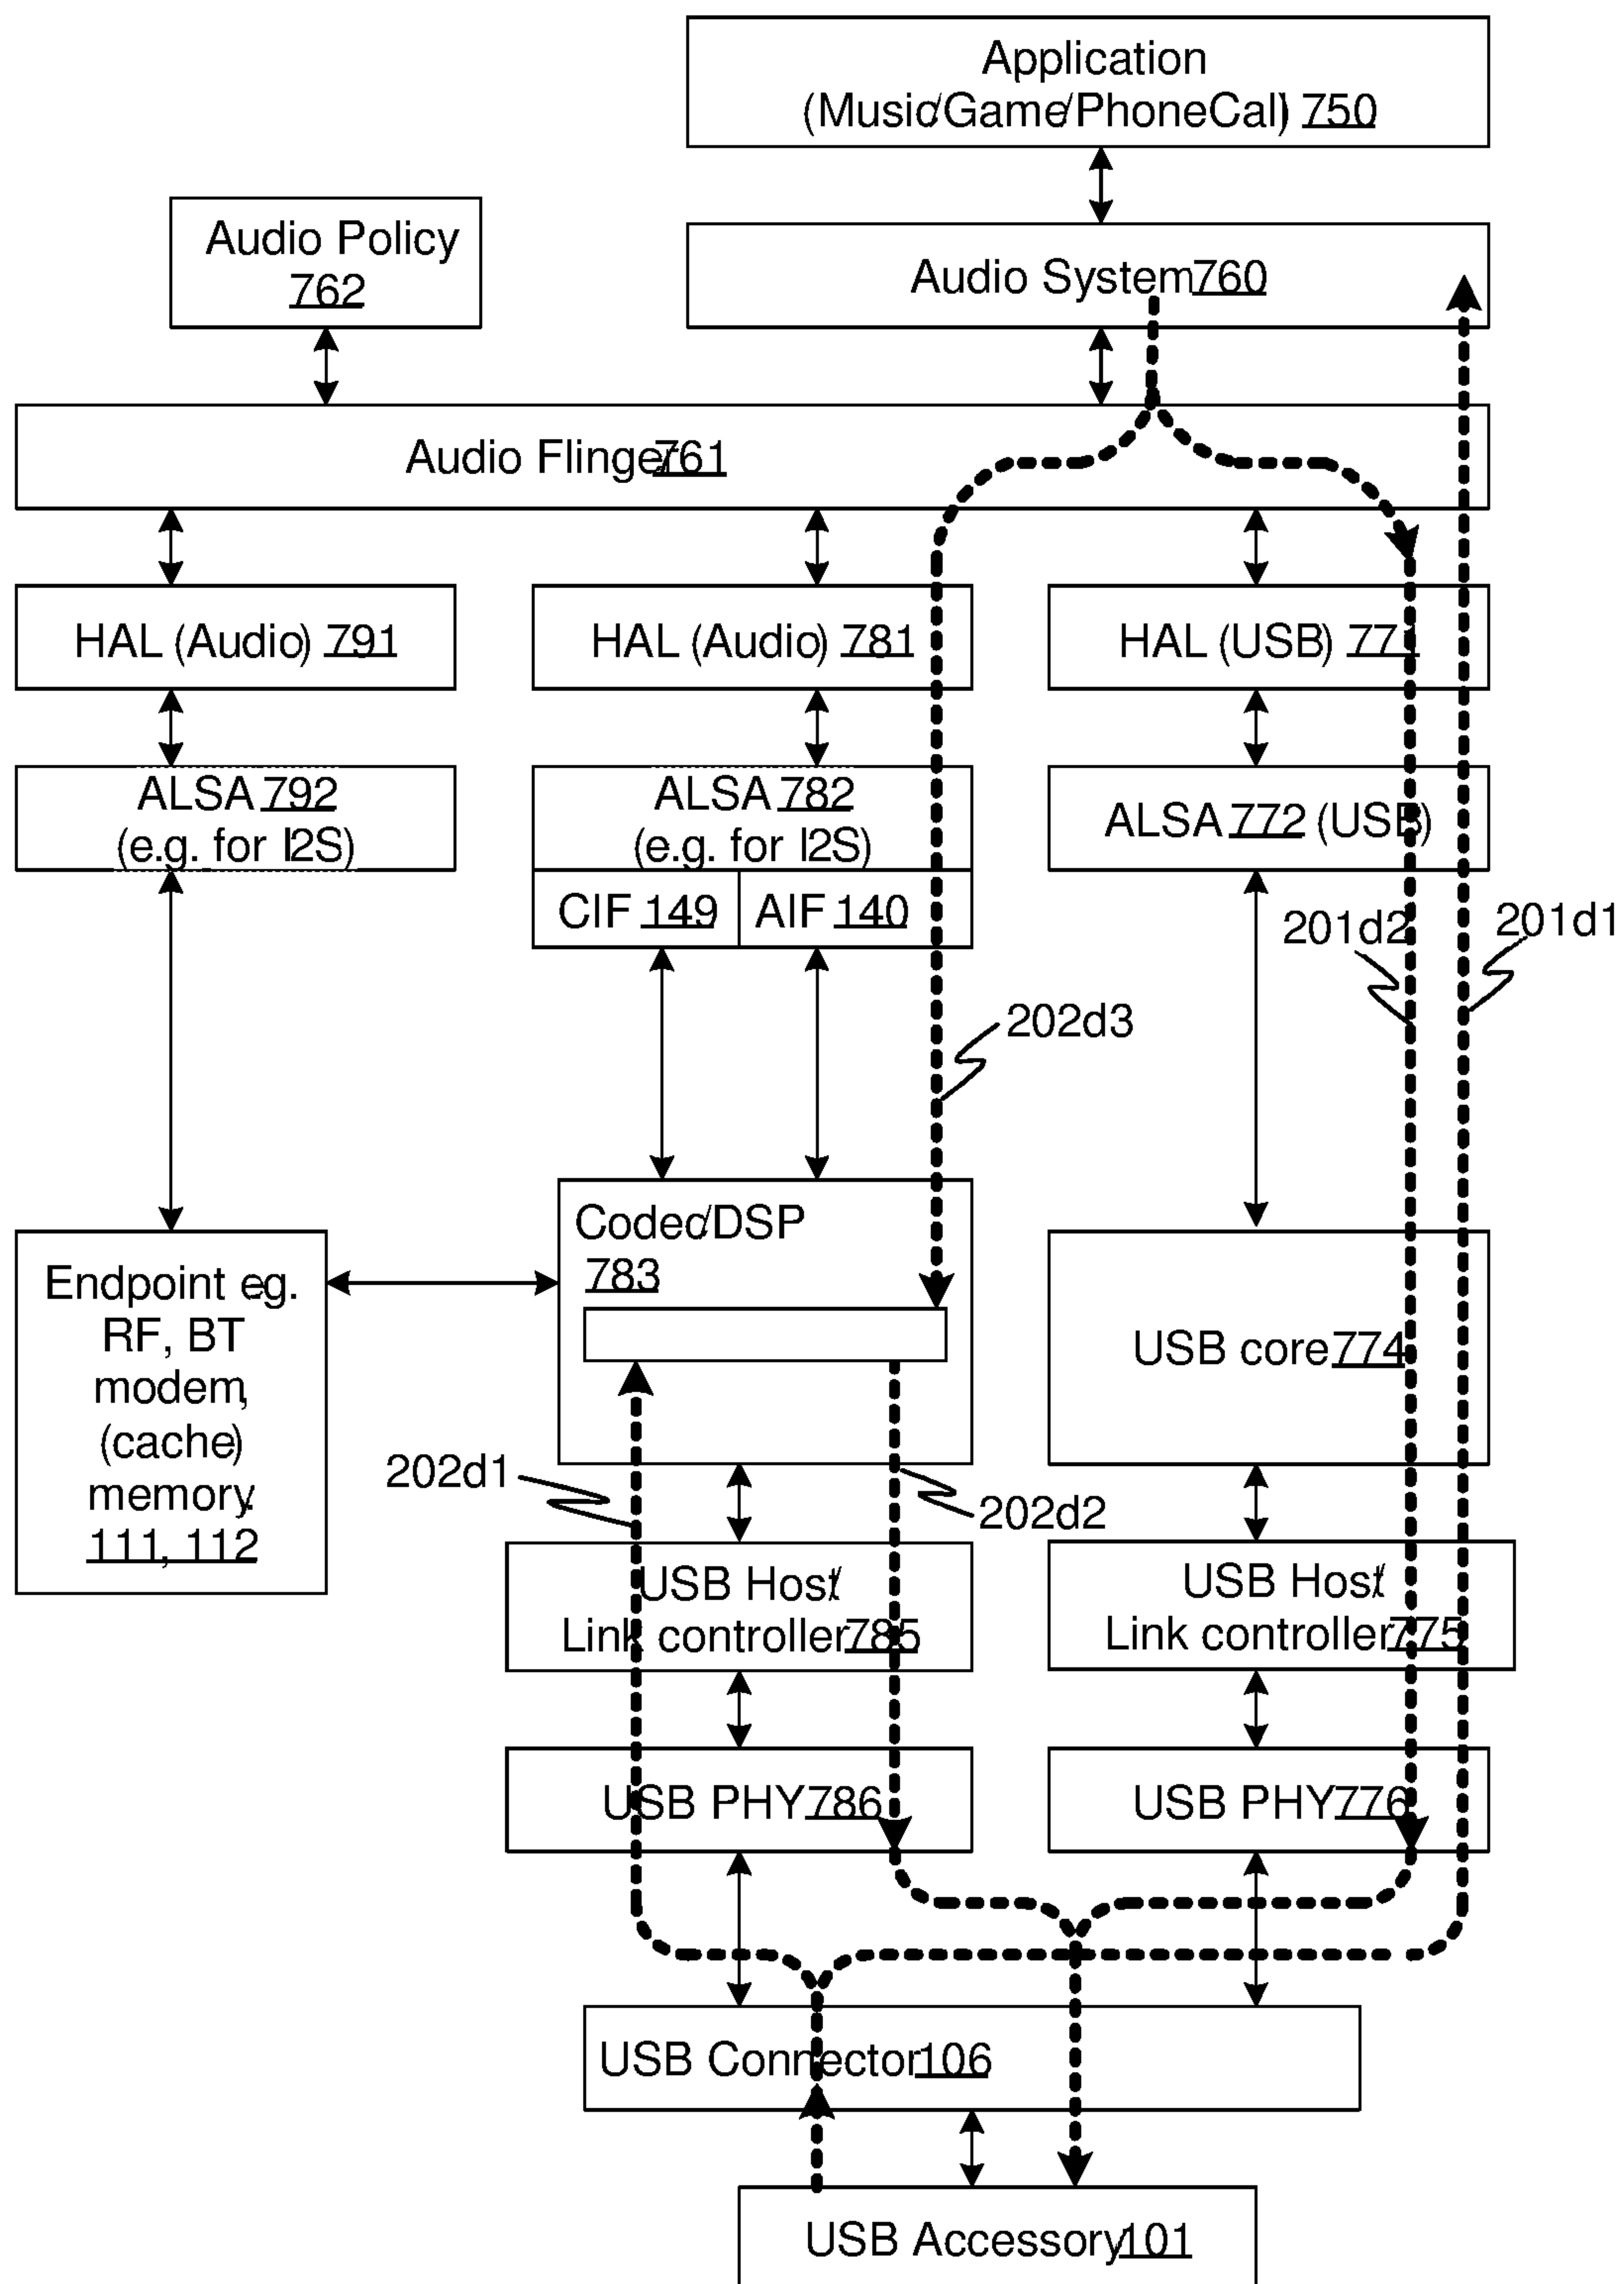 Application
(Music/Game/PhoneCal) 750
Audio Policy
762
Audio System 760
Audio Flinger 761
HAL (Audio) 791
HAL (Audio) 781
HAL (USB) 771
ALSA 792
(e.g. for I2S)
ALSA 782
(e.g. for I2S)
ALSA 772 (USB)
CIF 149
AIF 140
201d2
201d1
202d3
Codec/DSP
783
Endpoint eg.
RF, BT
modem,
(cache)
memory.
111, 112
USB core 774
202d1
202d2
USB Host/
Link controller 785
USB Host/
Link controller 775
USB PHY 786
USB PHY 776
USB Connector 106
USB Accessory 101